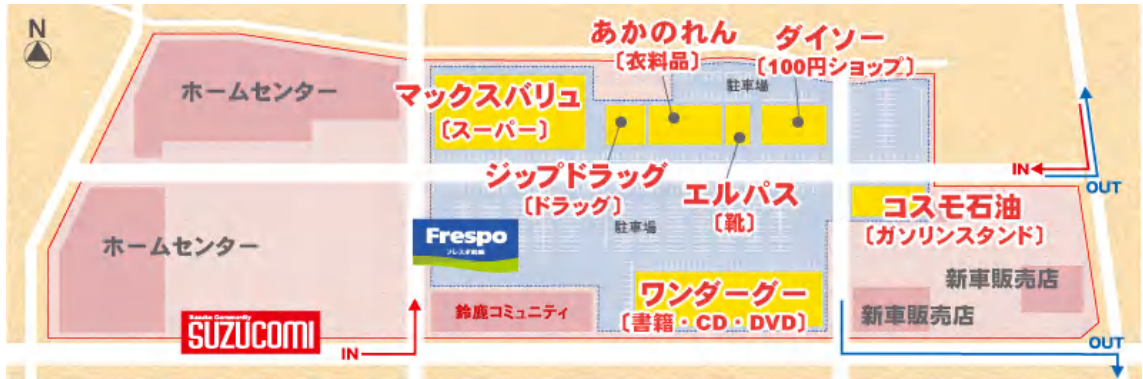 N
あかのれん
〔衣料品〕
ダイソー
〔100円ショップ〕
ホームセンター
マックスバリュ
〔スーパー〕
駐車場
ジップドラッグ
〔ドラッグ〕
エルパス
〔靴〕
IN
OUT
コスモ石油
〔ガソリンスタンド〕
ホームセンター
Frespo
駐車場
新車販売店
ワンダーグー
〔書籍・CD・DVD〕
鈴鹿コミュニティ
新車販売店
Suzuka Community
SUZUCOMI
IN
OUT